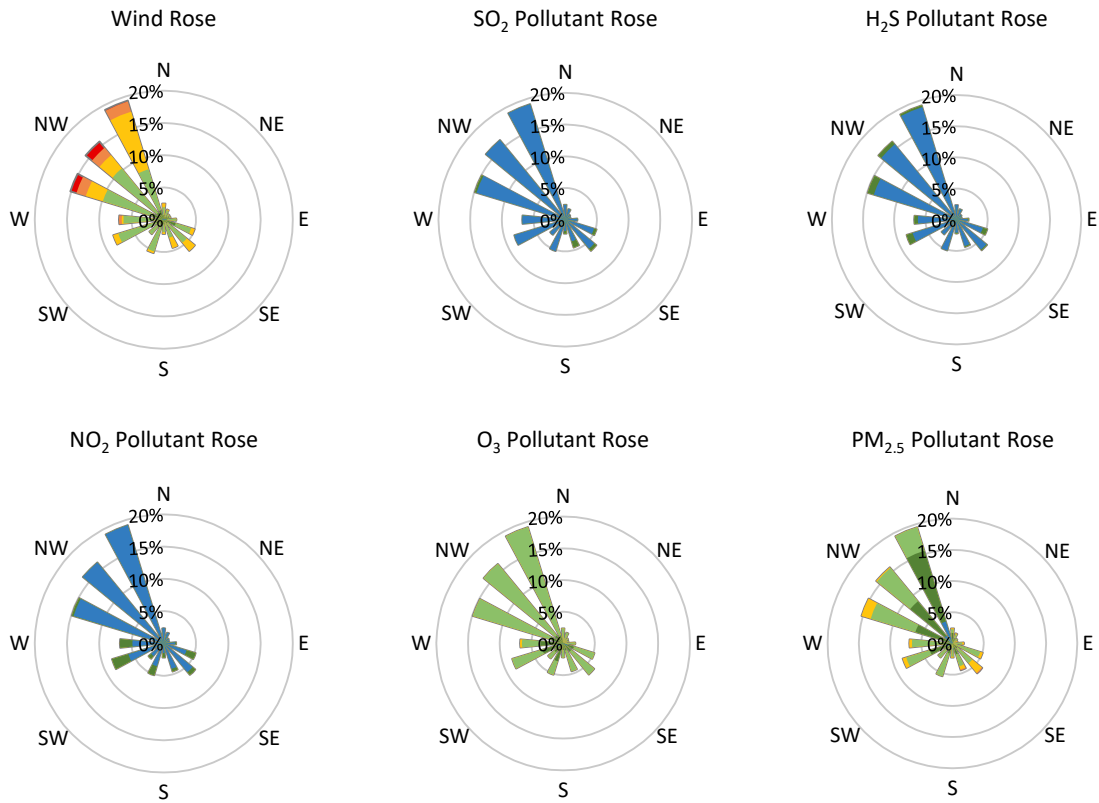 Wind Rose
N
NE
E
SE
S
SW
W
NW
20%
15%
10%
5%
0%
SO₂ Pollutant Rose
N
NE
E
SE
S
SW
W
NW
20%
15%
10%
5%
0%
H₂S Pollutant Rose
N
NE
E
SE
S
SW
W
NW
20%
15%
10%
5%
0%
NO₂ Pollutant Rose
N
NE
E
SE
S
SW
W
NW
20%
15%
10%
5%
0%
O₃ Pollutant Rose
N
NE
E
SE
S
SW
W
NW
20%
15%
10%
5%
0%
PM₂.₅ Pollutant Rose
N
NE
E
SE
S
SW
W
NW
20%
15%
10%
5%
0%